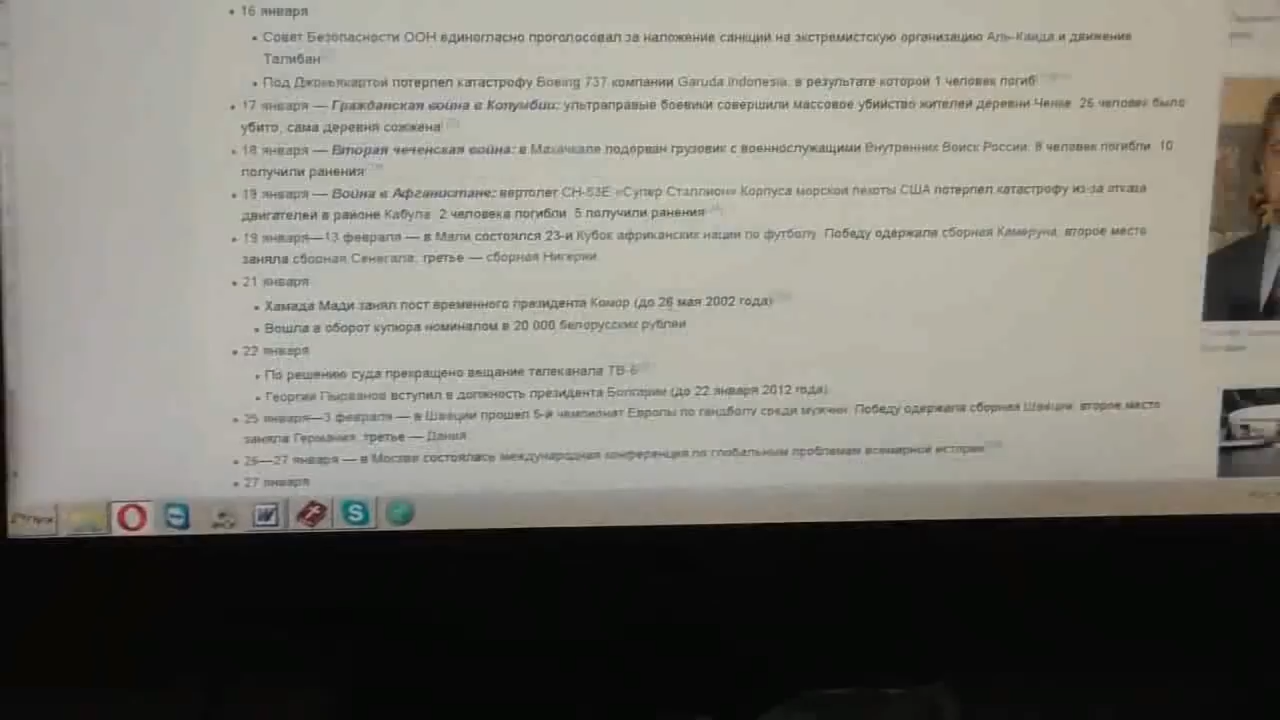 • 16 января
• Совет Безопасности ООН единогласно проголосовал за наложение санкций на экстремистскую организацию Аль-Каида и движение
Талибан
• Под Джокьякартой потерпел катастрофу Boeing 737 компании Garuda Indonesia, в результате которой 1 человек погиб
• 17 января — Гражданская война в Колумбии: ультраправые боевики совершили массовое убийство жителей деревни Ченге. 26 человек было
убито, сама деревня сожжена
• 18 января — Вторая чеченская война: в Махачкале подорван грузовик с военнослужащими Внутренних Войск России. 8 человек погибли, 10
получили ранения
• 19 января — Война в Афганистане: вертолет CH-53E «Супер Сталлион» Корпуса морской пехоты США потерпел катастрофу из-за отказа
двигателей в районе Кабула. 2 человека погибли, 5 получили ранения
• 19 января—13 февраля — в Мали состоялся 23-й Кубок африканских наций по футболу. Победу одержала сборная Камеруна, второе место
заняла сборная Сенегала, третье — сборная Нигерии.
• 21 января
• Хамада Мади занял пост временного президента Комор (до 26 мая 2002 года)
• Вошла в оборот купюра номиналом в 20 000 белорусских рублей
• 22 января
• По решению суда прекращено вещание телеканала ТВ-6
• Георгий Пырванов вступил в должность президента Болгарии (до 22 января 2012 года)
• 25 января—3 февраля — в Швеции прошел 5-й чемпионат Европы по гандболу среди мужчин. Победу одержала сборная Швеции, второе место
заняла Германия, третье — Дания
• 26—27 января — в Москве состоялась международная конференция по глобальным проблемам всемирной истории
• 27 января